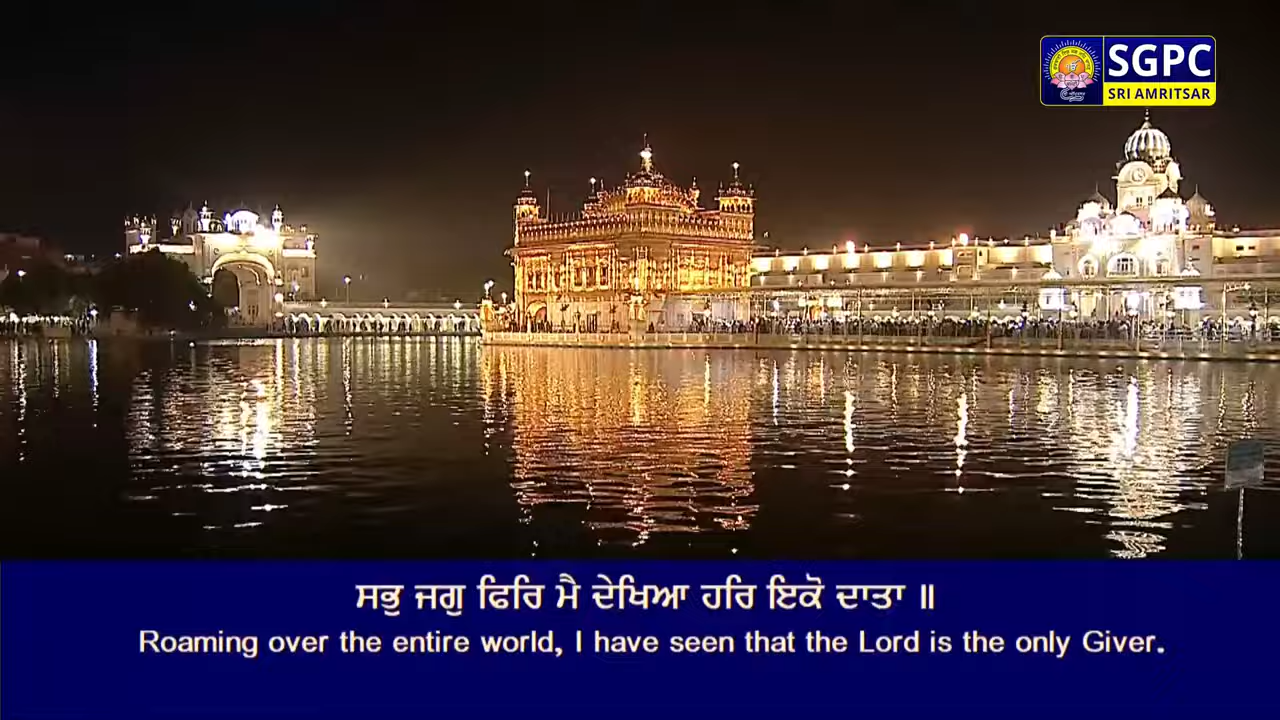 SGPC
SRI AMRITSAR
ਸਭੁ ਜਗੁ ਫਿਰਿ ਮੈ ਦੇਖਿਆ ਹਰਿ ਇਕੋ ਦਾਤਾ ॥
Roaming over the entire world, I have seen that the Lord is the only Giver.